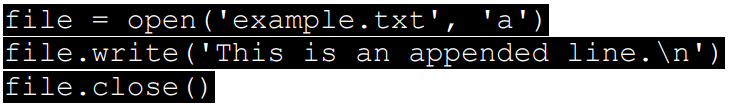 file = open('example.txt', 'a')
file.write('This is an appended line.\n')
file.close()